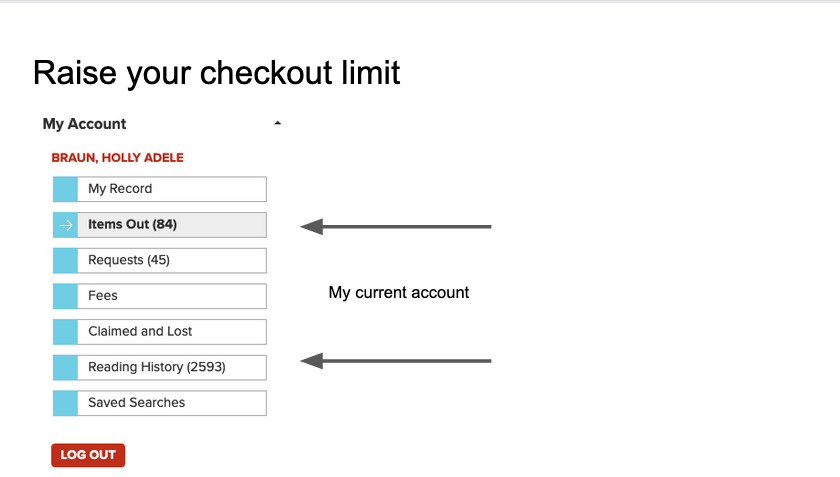 Raise your checkout limit
My Account
BRAUN, HOLLY ADELE
My Record
Items Out (84)
Requests (45)
My current account
Fees
Claimed and Lost
Reading History (2593)
Saved Searches
LOG OUT